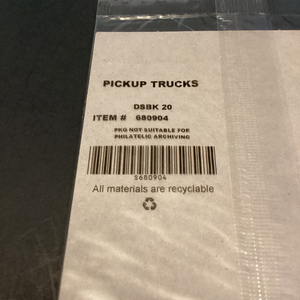 PICKUP TRUCKS
DSBK 20
ITEM # 680904
PKG NOT SUITABLE FOR
PHILATELIC ARCHIVING
S680904
All materials are recyclable